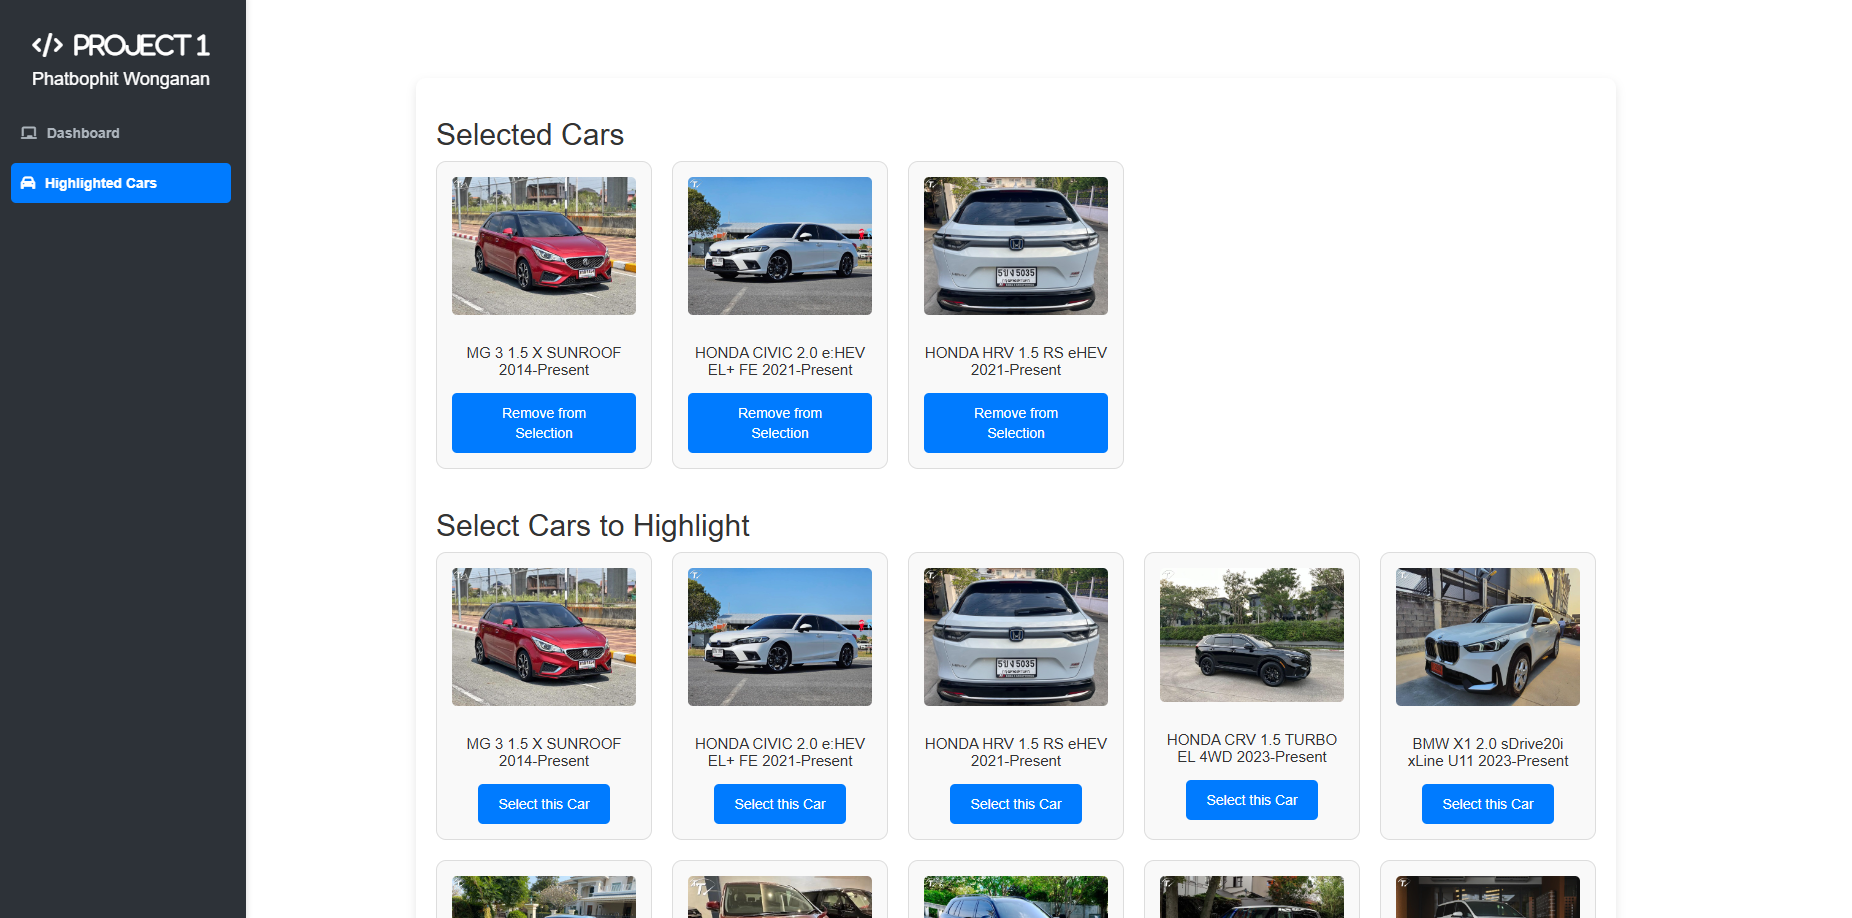 </> PROJECT 1
Phatbophit Wonganan
Dashboard
Highlighted Cars
Selected Cars
MG 3 1.5 X SUNROOF
2014-Present
Remove from
Selection
HONDA CIVIC 2.0 e:HEV
EL+ FE 2021-Present
Remove from
Selection
5035
HONDA HRV 1.5 RS eHEV
2021-Present
Remove from
Selection
Select Cars to Highlight
MG 3 1.5 X SUNROOF
2014-Present
Select this Car
HONDA CIVIC 2.0 e:HEV
EL+ FE 2021-Present
Select this Car
5035
HONDA HRV 1.5 RS eHEV
2021-Present
Select this Car
HONDA CRV 1.5 TURBO
EL 4WD 2023-Present
Select this Car
BMW X1 2.0 sDrive20i
xLine U11 2023-Present
Select this Car